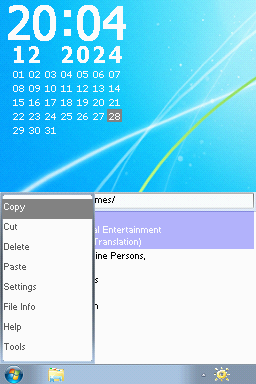 20:04
12 2024
01 02 03 04 05 06 07
08 09 10 11 12 13 14
15 16 17 18 19 20 21
22 23 24 25 26 27 28
29 30 31
mes/
Copy
Cut
Delete
Paste
Settings
File Info
Help
Tools
al Entertainment
Translation)
ine Persons,
s
n